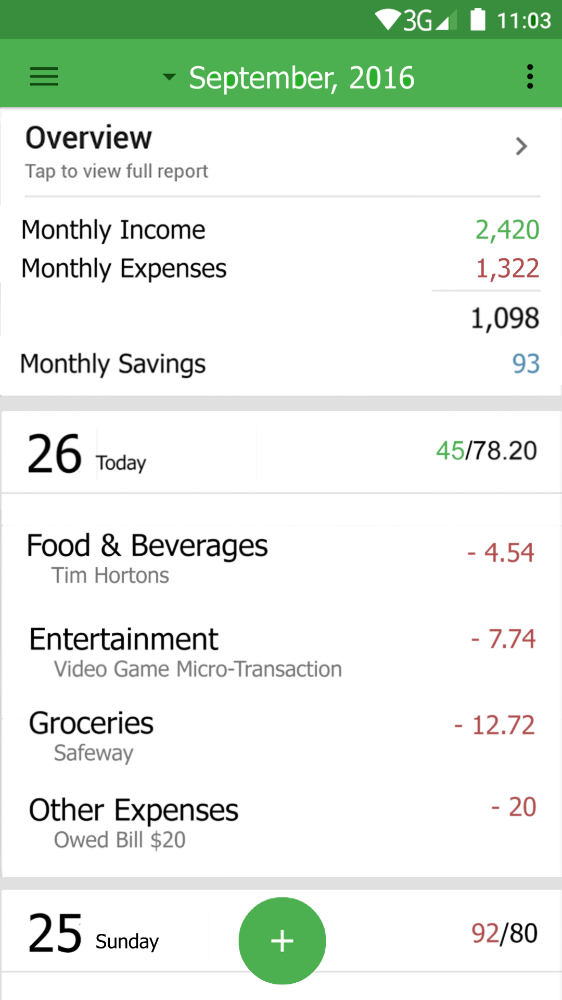 3G 11:03
September, 2016
Overview
Tap to view full report
Monthly Income 2,420
Monthly Expenses 1,322
1,098
Monthly Savings 93
26 Today 45/78.20
Food & Beverages - 4.54
Tim Hortons
Entertainment - 7.74
Video Game Micro-Transaction
Groceries - 12.72
Safeway
Other Expenses - 20
Owed Bill $20
25 Sunday 92/80
+